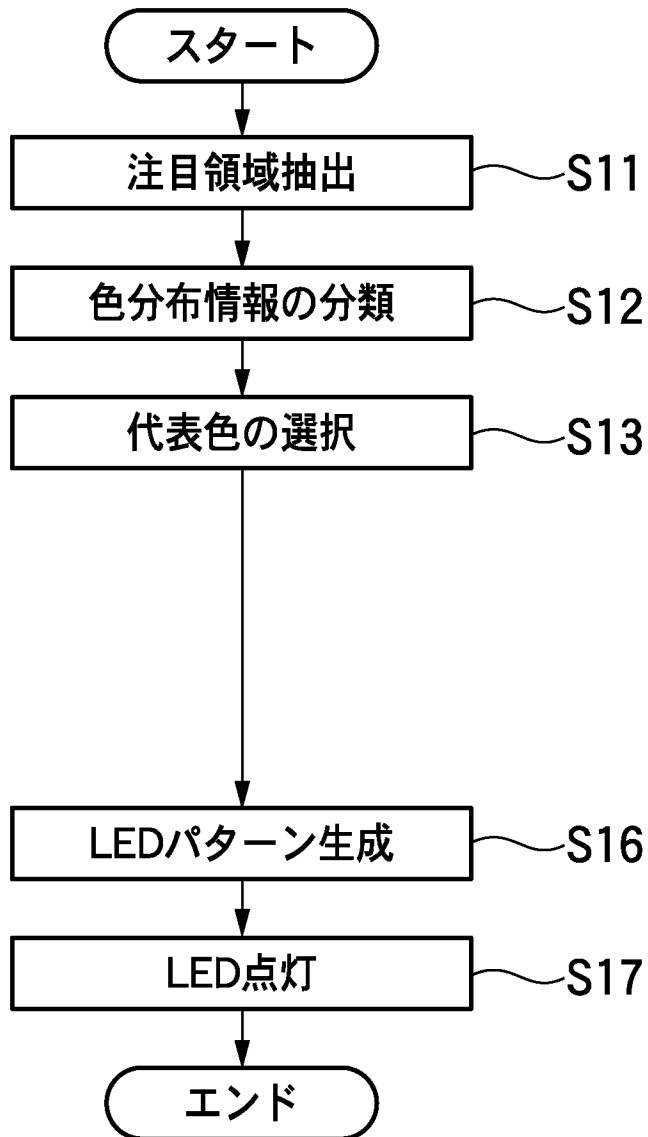 スタート
注目領域抽出 S11
色分布情報の分類 S12
代表色の選択 S13
LEDパターン生成 S16
LED点灯 S17
エンド